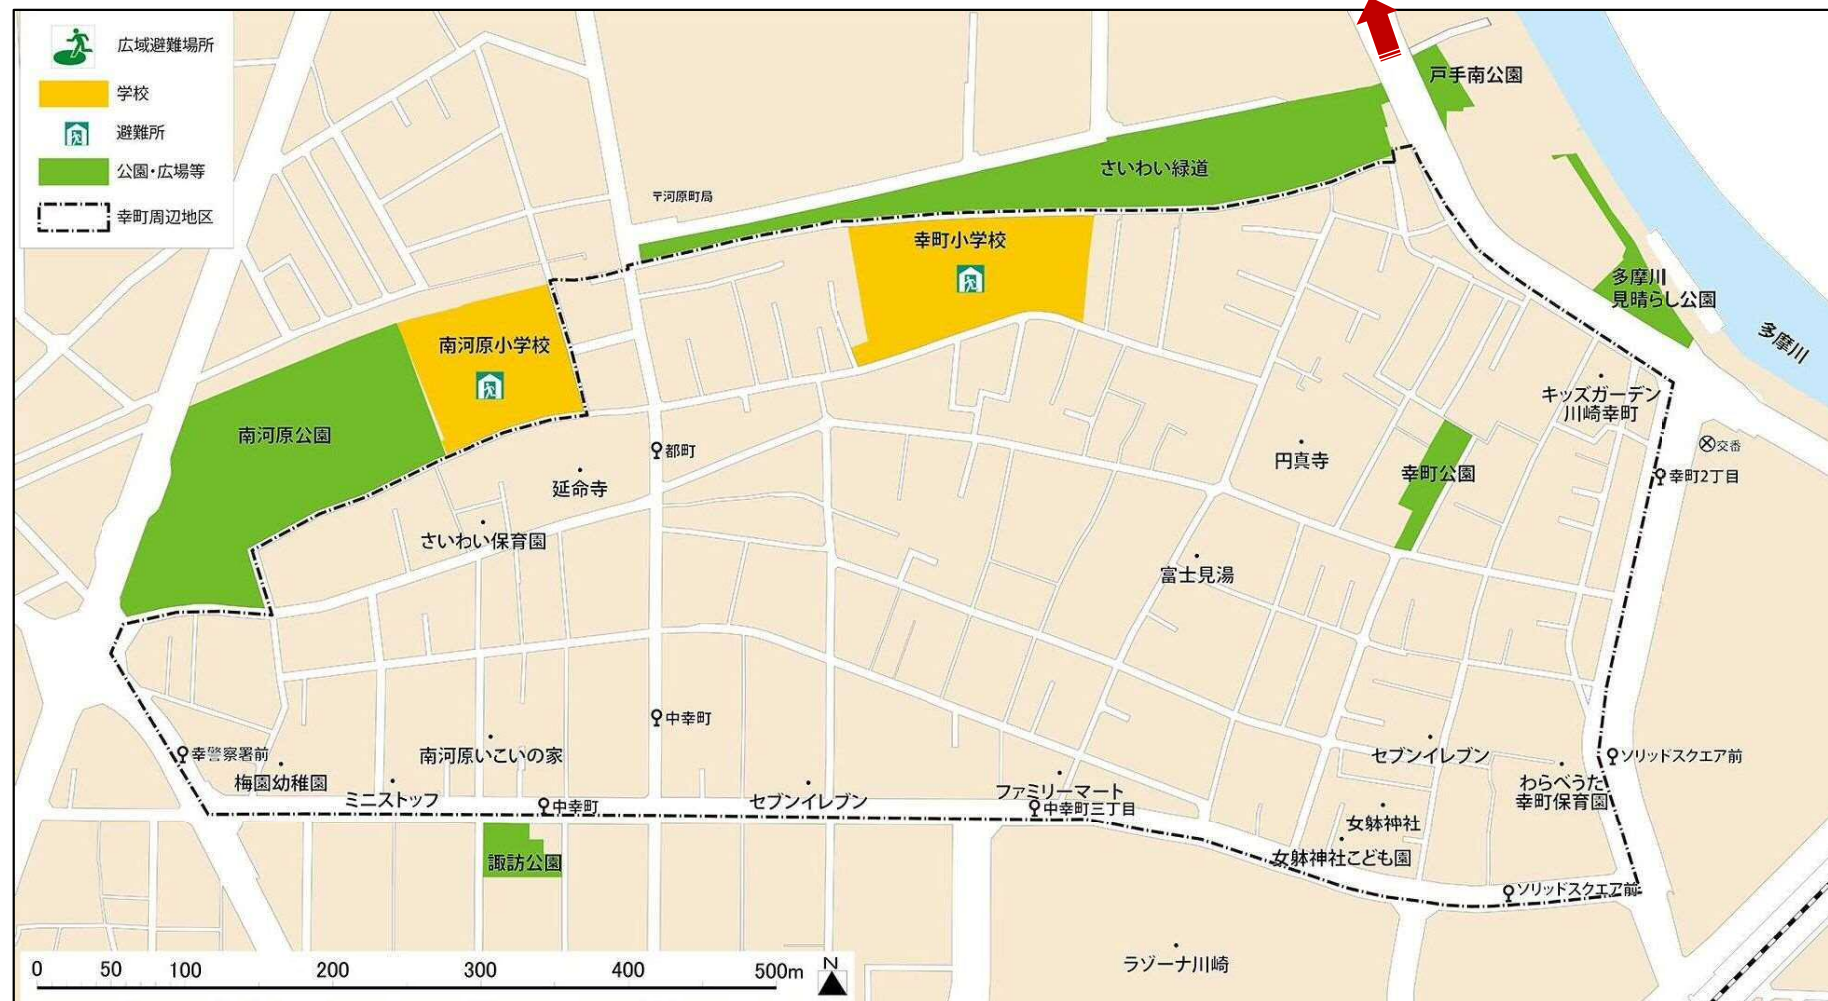 広域避難場所
学校
避難所
公園・広場等
幸町周辺地区
戸手南公園
さいわい緑道
〒河原町局
幸町小学校
多摩川
見晴らし公園
多摩川
南河原小学校
キッズガーデン
川崎幸町
南河原公園
都町
円真寺
幸町公園
交番
幸町2丁目
延命寺
さいわい保育園
富士見湯
中幸町
幸警察署前
梅園幼稚園
南河原いこいの家
ミニストップ
中幸町
セブンイレブン
ファミリーマート
中幸町三丁目
セブンイレブン
わらべうた
幸町保育園
ソリッドスクエア前
女躰神社
女躰神社こども園
諏訪公園
ソリッドスクエア前
ラゾーナ川崎
0 50 100 200 300 400 500m
N